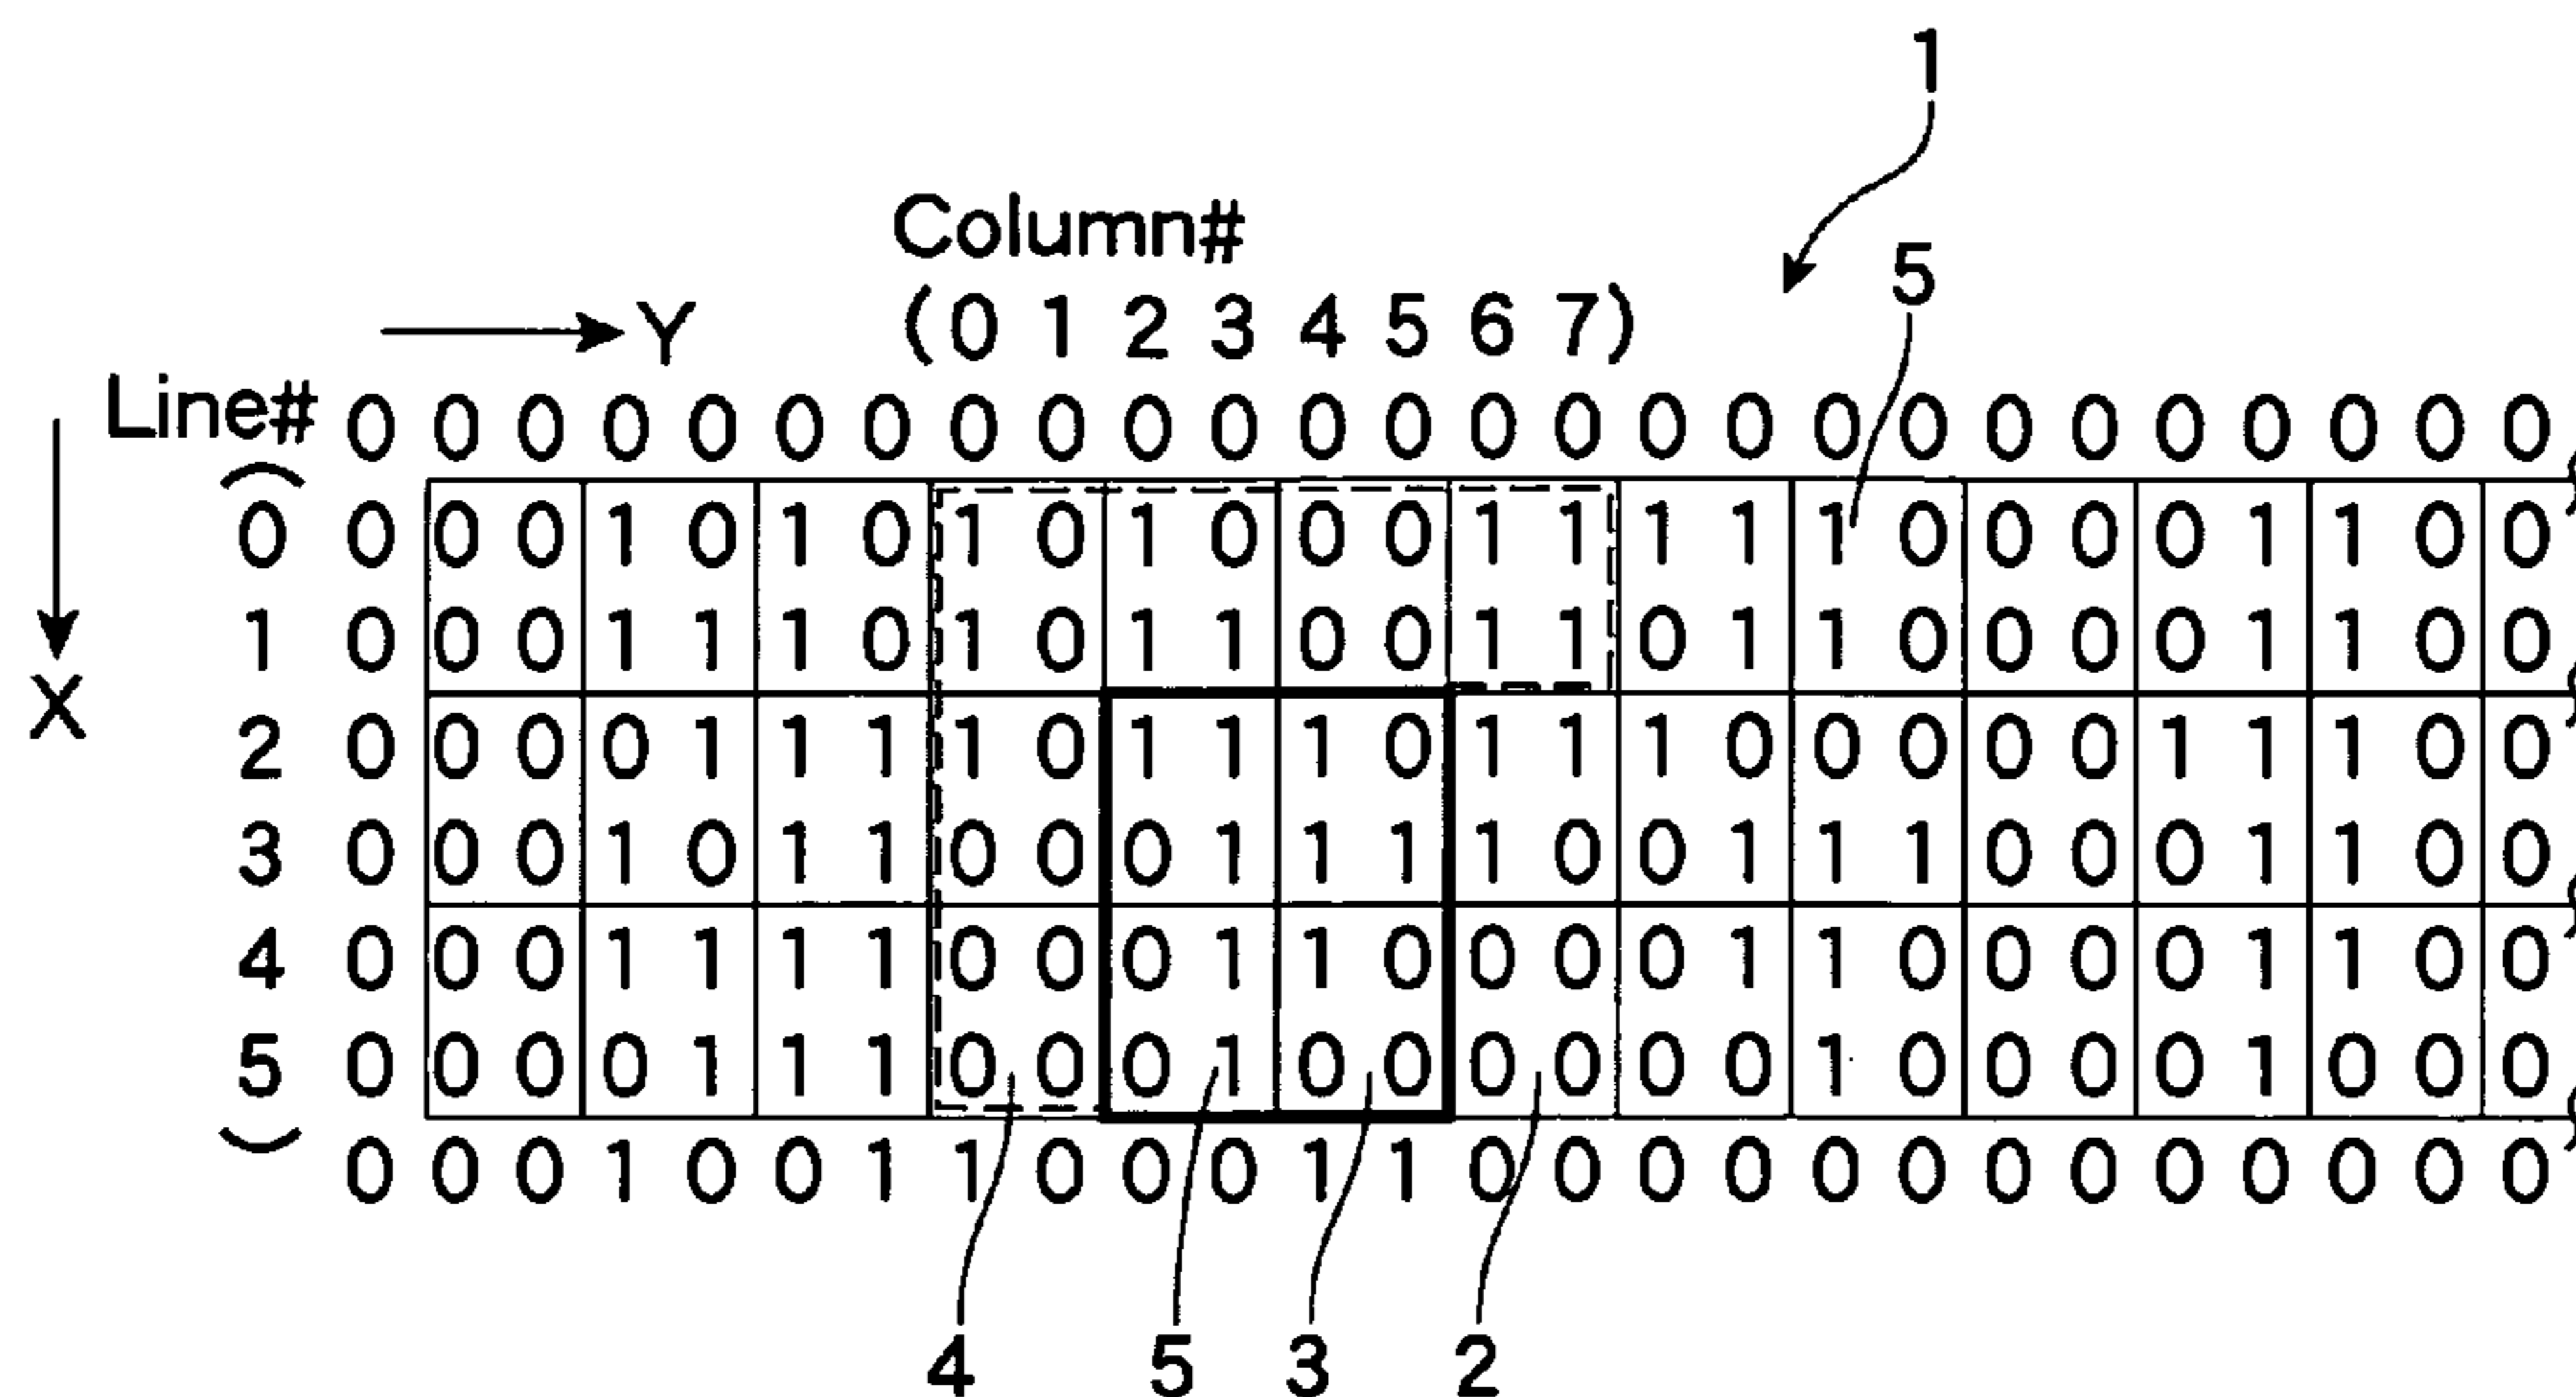 1
Column#
5
Y (0 1 2 3 4 5 6 7)
Line# 0 0 0 0 0 0 0 0 0 0 0 0 0 0 0 0 0 0 0 0 0 0 0 0 0 0
(0 0 0 0 1 0 1 0 1 0 1 0 0 0 1 1 1 1 1 0 0 0 0 1 1 0 0
1 0 0 0 1 1 1 0 1 0 1 1 0 0 1 1 0 1 1 0 0 0 0 1 1 0 0
X
2 0 0 0 0 1 1 1 1 0 1 1 1 0 1 1 1 0 0 0 0 0 1 1 1 0 0
3 0 0 0 1 0 1 1 0 0 0 1 1 1 1 0 0 1 1 1 0 0 0 1 1 0 0
4 0 0 0 1 1 1 1 0 0 0 1 1 0 0 0 0 1 1 0 0 0 0 1 1 0 0
5) 0 0 0 0 1 1 1 0 0 0 1 0 0 0 0 0 0 1 0 0 0 0 1 0 0 0
0 0 0 1 0 0 1 1 0 0 0 1 1 0 0 0 0 0 0 0 0 0 0 0 0 0
4 5 3 2